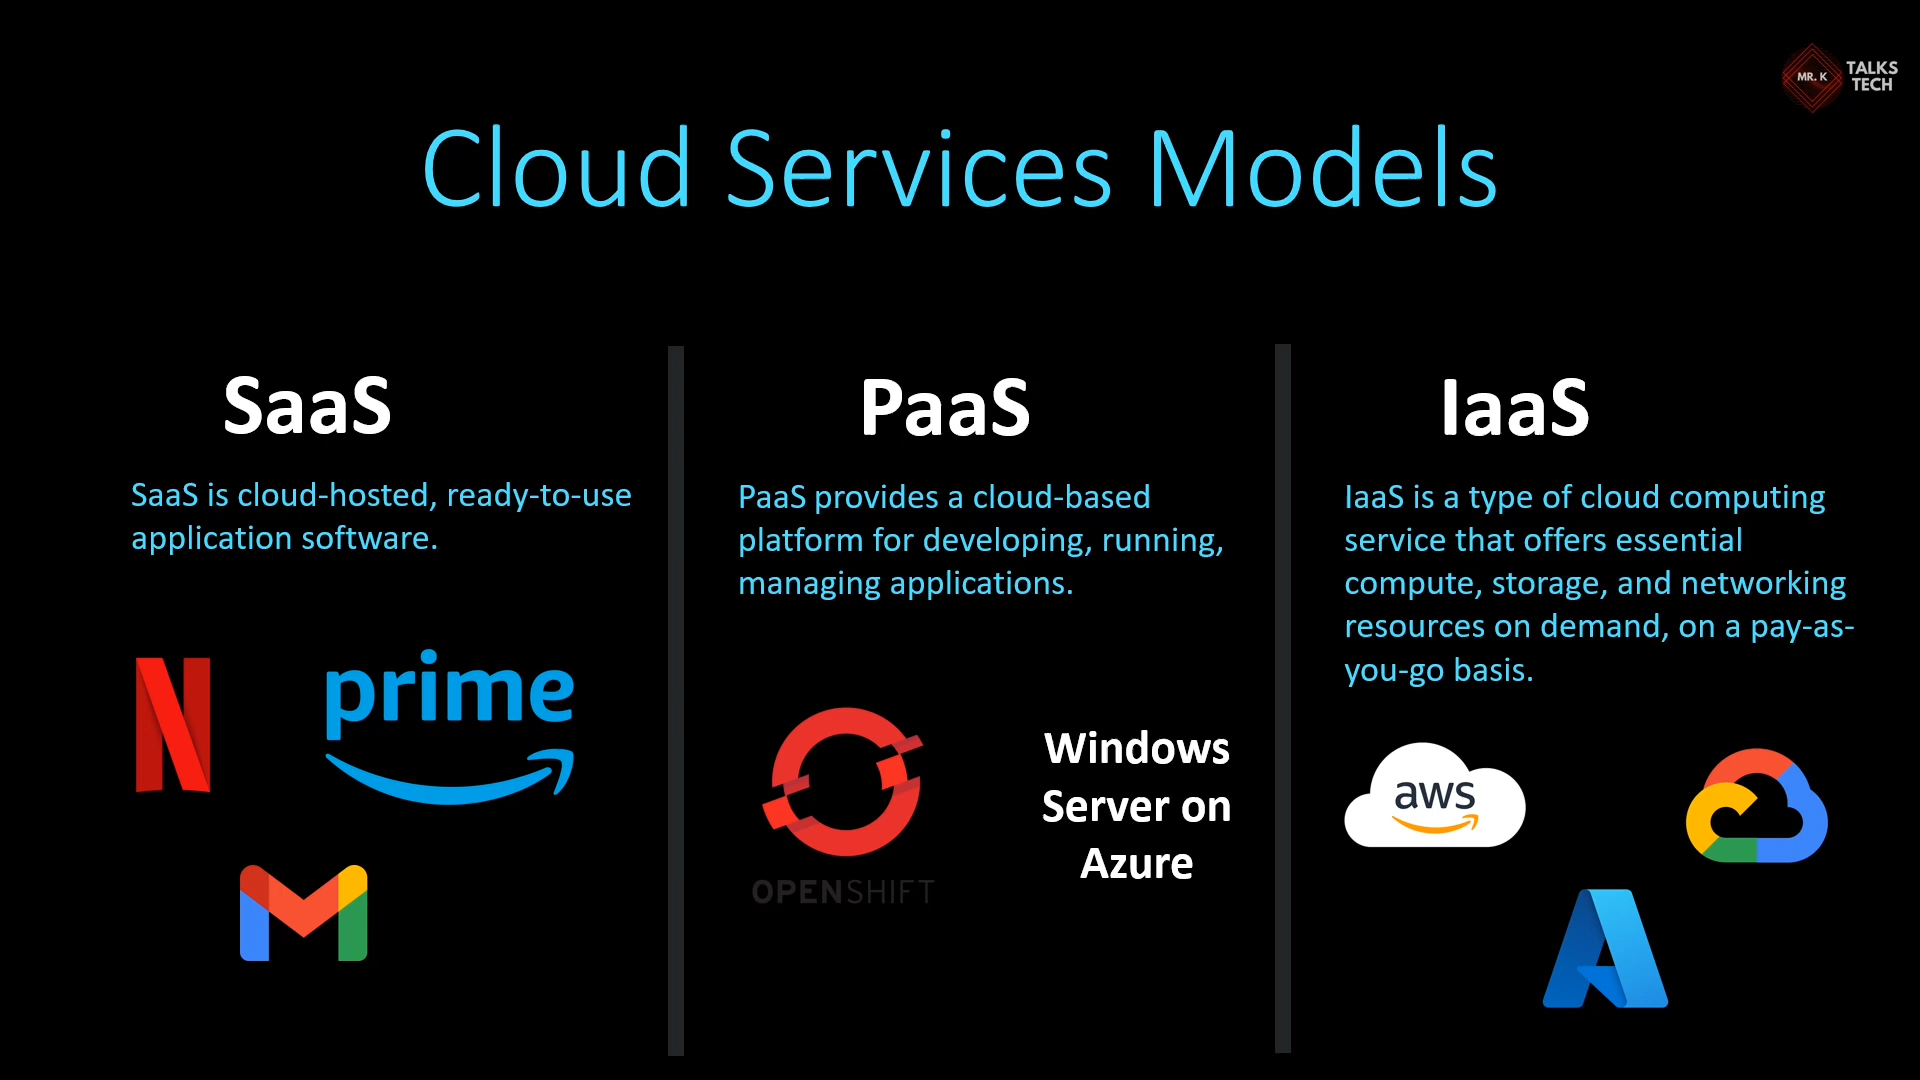 MR. K
TALKS
TECH
Cloud Services Models
SaaS
SaaS is cloud-hosted, ready-to-use
application software.
prime
PaaS
PaaS provides a cloud-based
platform for developing, running,
managing applications.
OPENSHIFT
Windows
Server on
Azure
IaaS
IaaS is a type of cloud computing
service that offers essential
compute, storage, and networking
resources on demand, on a pay-as-
you-go basis.
aws